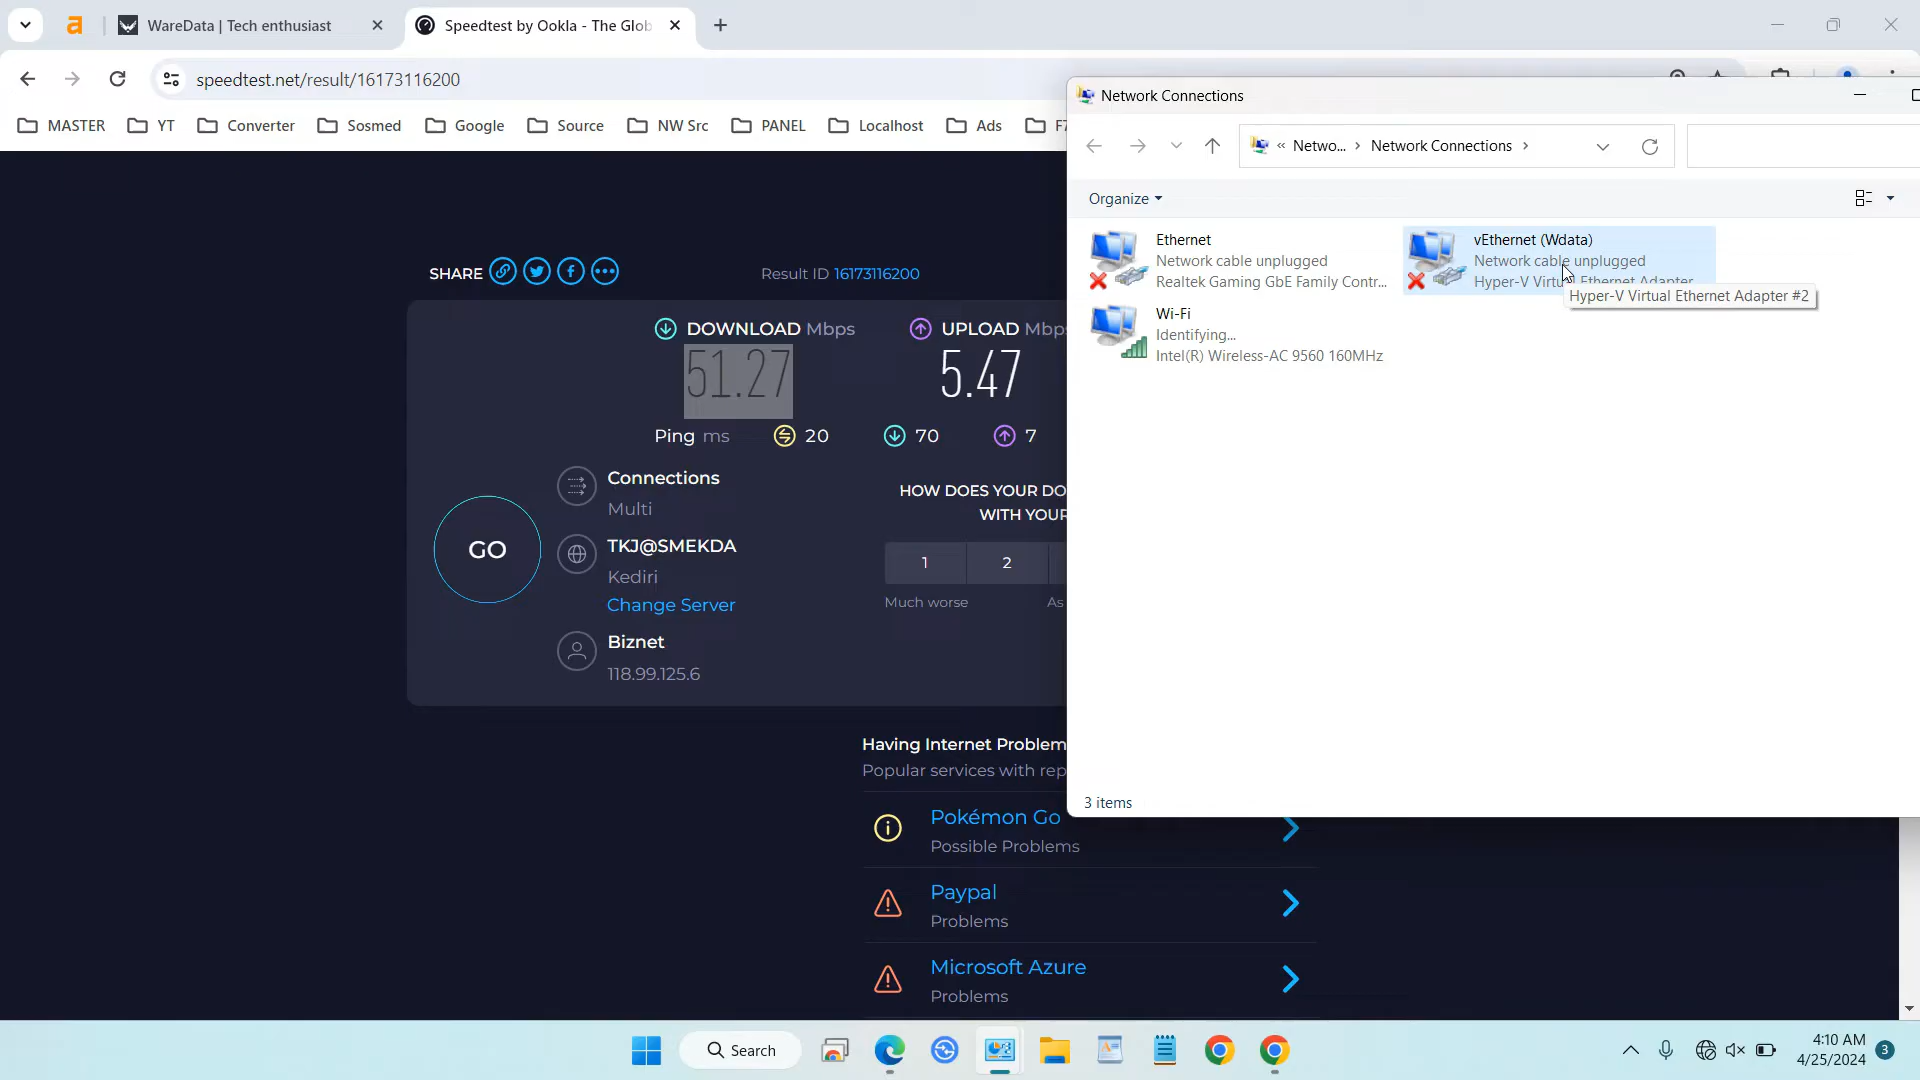 WareData | Tech enthusiast
Speedtest by Ookla - The Glob
speedtest.net/result/16173116200
MASTER
YT
Converter
Sosmed
Google
Source
NW Src
PANEL
Localhost
Ads
Network Connections
« Netwo... › Network Connections ›
Organize
Ethernet
Network cable unplugged
Realtek Gaming GbE Family Contr...
vEthernet (Wdata)
Network cable unplugged
Hyper-V Virtual Ethernet Adapter
Hyper-V Virtual Ethernet Adapter #2
Wi-Fi
Identifying...
Intel(R) Wireless-AC 9560 160MHz
3 items
SHARE
Result ID 16173116200
DOWNLOAD Mbps
51.27
UPLOAD Mbps
5.47
Ping ms
20
70
7
GO
Connections
Multi
TKJ@SMEKDA
Kediri
Change Server
Biznet
118.99.125.6
HOW DOES YOUR DO
WITH YOUR
1
2
Much worse
As
Having Internet Problem
Popular services with rep
Pokémon Go
Possible Problems
Paypal
Problems
Microsoft Azure
Problems
Search
4:10 AM
4/25/2024
3